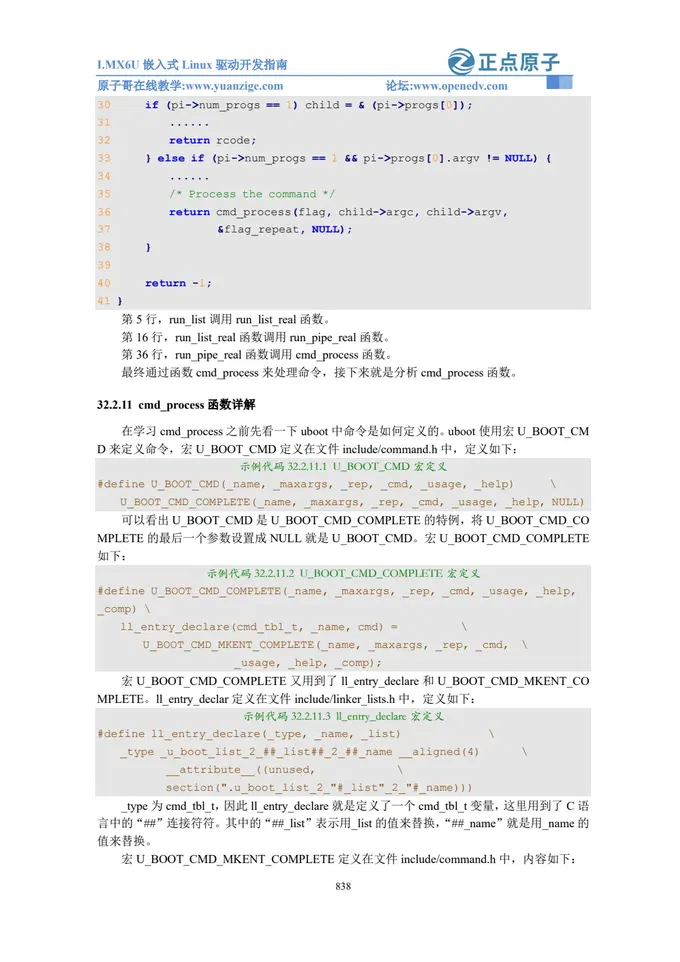 I.MX6U 嵌入式 Linux 驱动开发指南
正点原子
原子哥在线教学:www.yuanzige.com 论坛:www.openedv.com
30 if (pi->num_progs == 1) child = & (pi->progs[0]);
31 ......
32 return rcode;
33 } else if (pi->num_progs == 1 && pi->progs[0].argv != NULL) {
34 ......
35 /* Process the command */
36 return cmd_process(flag, child->argc, child->argv,
37 &flag_repeat, NULL);
38 }
39
40 return -1;
41 }
第 5 行，run_list 调用 run_list_real 函数。
第 16 行，run_list_real 函数调用 run_pipe_real 函数。
第 36 行，run_pipe_real 函数调用 cmd_process 函数。
最终通过函数 cmd_process 来处理命令，接下来就是分析 cmd_process 函数。
32.2.11 cmd_process 函数详解
在学习 cmd_process 之前先看一下 uboot 中命令是如何定义的。uboot 使用宏 U_BOOT_CM
D 来定义命令，宏 U_BOOT_CMD 定义在文件 include/command.h 中，定义如下：
示例代码 32.2.11.1 U_BOOT_CMD 宏定义
#define U_BOOT_CMD(_name, _maxargs, _rep, _cmd, _usage, _help) \
U_BOOT_CMD_COMPLETE(_name, _maxargs, _rep, _cmd, _usage, _help, NULL)
可以看出 U_BOOT_CMD 是 U_BOOT_CMD_COMPLETE 的特例，将 U_BOOT_CMD_CO
MPLETE 的最后一个参数设置成 NULL 就是 U_BOOT_CMD。宏 U_BOOT_CMD_COMPLETE
如下：
示例代码 32.2.11.2 U_BOOT_CMD_COMPLETE 宏定义
#define U_BOOT_CMD_COMPLETE(_name, _maxargs, _rep, _cmd, _usage, _help,
_comp) \
ll_entry_declare(cmd_tbl_t, _name, cmd) = \
U_BOOT_CMD_MKENT_COMPLETE(_name, _maxargs, _rep, _cmd, \
_usage, _help, _comp);
宏 U_BOOT_CMD_COMPLETE 又用到了 ll_entry_declare 和 U_BOOT_CMD_MKENT_CO
MPLETE。ll_entry_declar 定义在文件 include/linker_lists.h 中，定义如下：
示例代码 32.2.11.3 ll_entry_declare 宏定义
#define ll_entry_declare(_type, _name, _list) \
_type _u_boot_list_2_##_list##_2_##_name __aligned(4) \
__attribute__((unused, \
section(".u_boot_list_2_"#_list"_2_"#_name)))
_type 为 cmd_tbl_t，因此 ll_entry_declare 就是定义了一个 cmd_tbl_t 变量，这里用到了 C 语
言中的“##”连接符符。其中的“##_list”表示用_list 的值来替换，“##_name”就是用_name 的
值来替换。
宏 U_BOOT_CMD_MKENT_COMPLETE 定义在文件 include/command.h 中，内容如下：
838